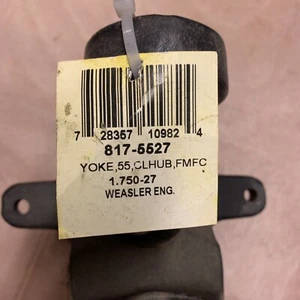 7 28357 10982 4
817-5527
YOKE,55,CLHUB,FMFC
1.750-27
WEASLER ENG.